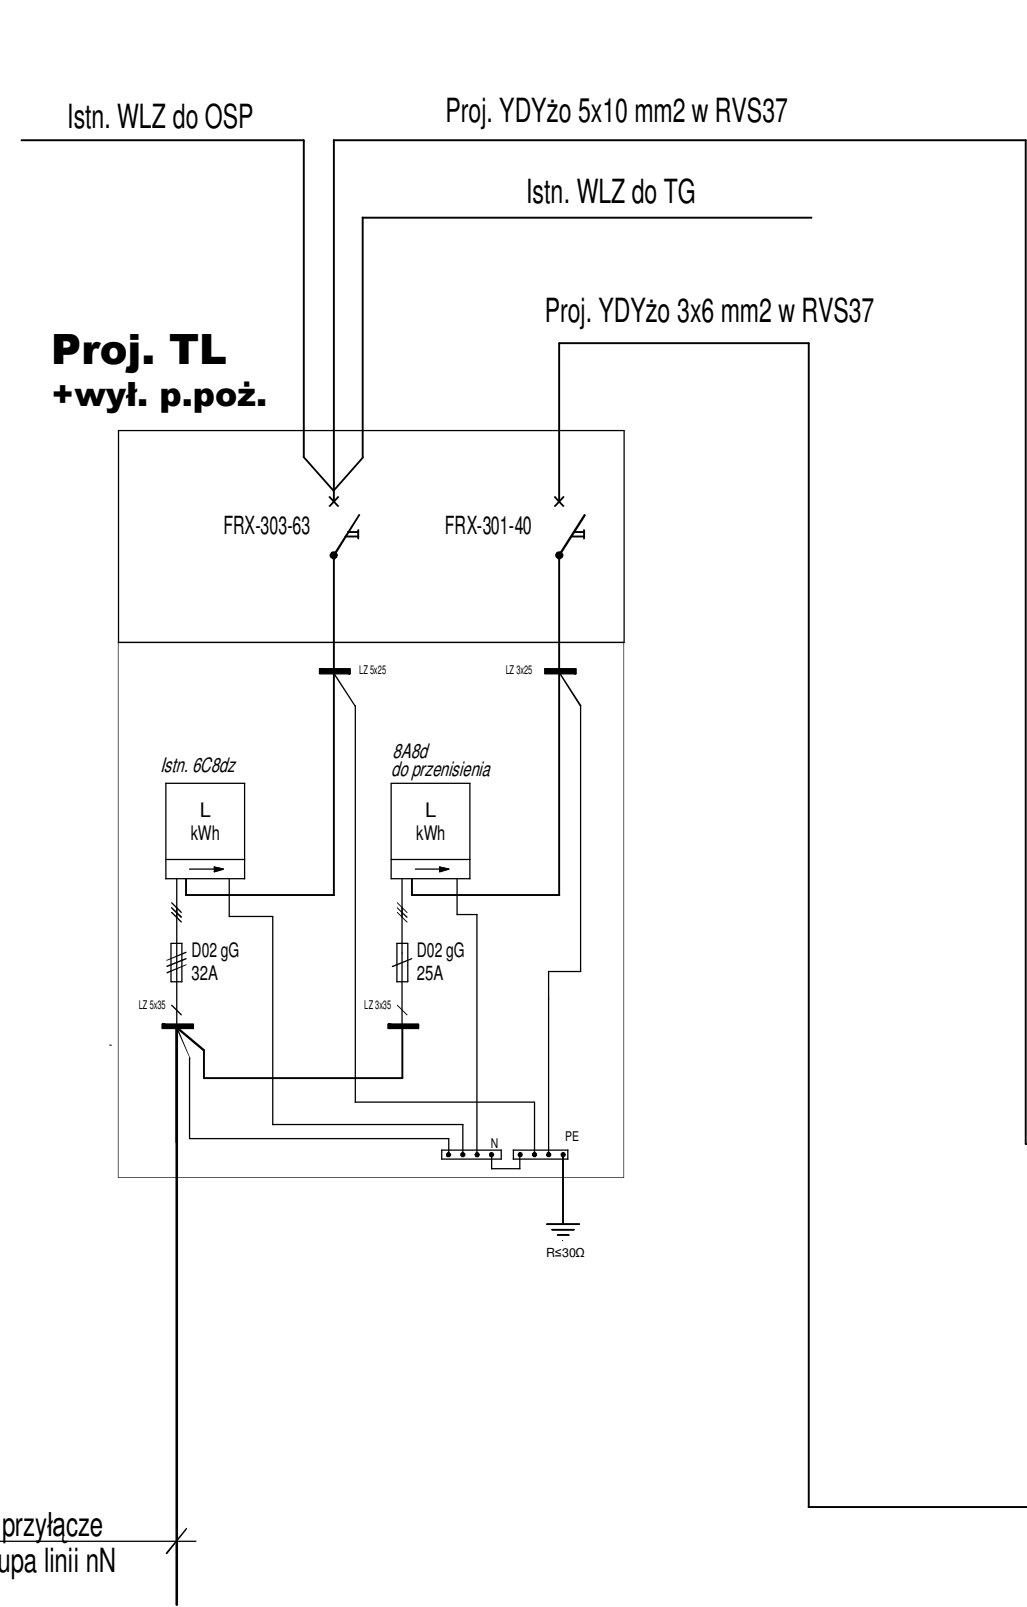 Istn. WLZ do OSP
Proj. YDYżo 5x10 mm2 w RVS37
Istn. WLZ do TG
Proj. YDYżo 3x6 mm2 w RVS37
Proj. TL
+wył. p.poż.
FRX-303-63
FRX-301-40
LZ 5x25
LZ 3x25
Istn. 6C8dz
8A8d
do przenisienia
L
kWh
L
kWh
D02 gG
32A
D02 gG
25A
LZ 5x35
LZ 3x35
N
PE
R≤30Ω
przyłącze
upa linii nN